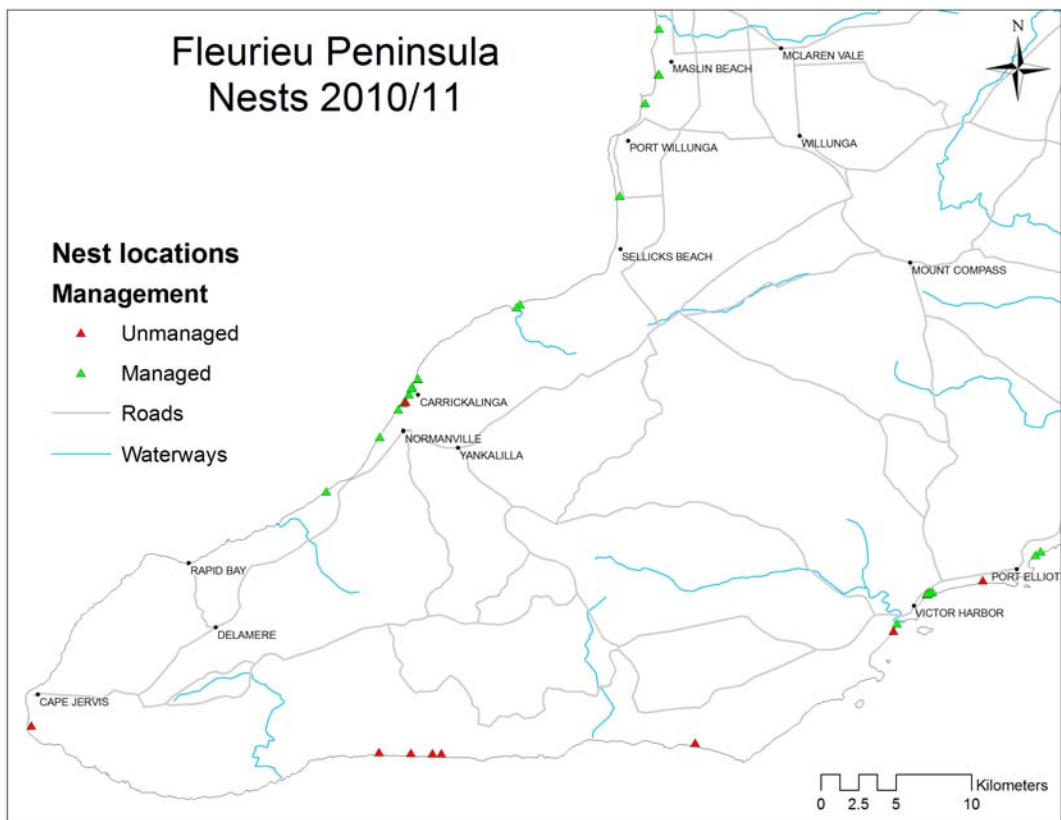 Fleurieu Peninsula
Nests 2010/11
N
MCLAREN VALE
MASLIN BEACH
PORT WILLUNGA
WILLUNGA
Nest locations
Management
Unmanaged
Managed
Roads
Waterways
SELLICKS BEACH
MOUNT COMPASS
CARRICKALINGA
NORMANVILLE
YANKALILLA
RAPID BAY
PORT ELLIOT
VICTOR HARBOR
DELAMERE
CAPE JERVIS
Kilometers
0 2.5 5 10